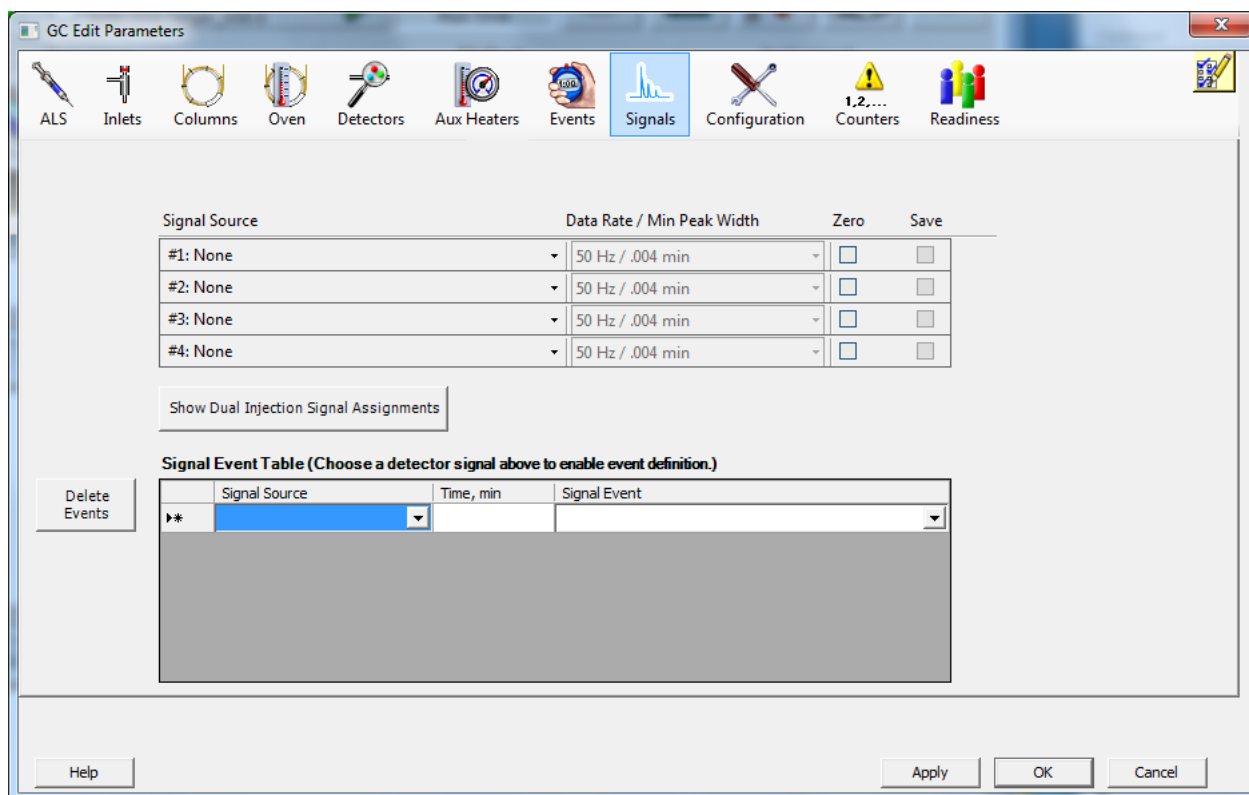 GC Edit Parameters
ALS Inlets Columns Oven Detectors Aux Heaters Events Signals Configuration 1,2,... Counters Readiness
Signal Source Data Rate / Min Peak Width Zero Save
#1: None 50 Hz / .004 min
#2: None 50 Hz / .004 min
#3: None 50 Hz / .004 min
#4: None 50 Hz / .004 min
Show Dual Injection Signal Assignments
Signal Event Table (Choose a detector signal above to enable event definition.)
Delete
Events
Signal Source Time, min Signal Event
Help Apply OK Cancel